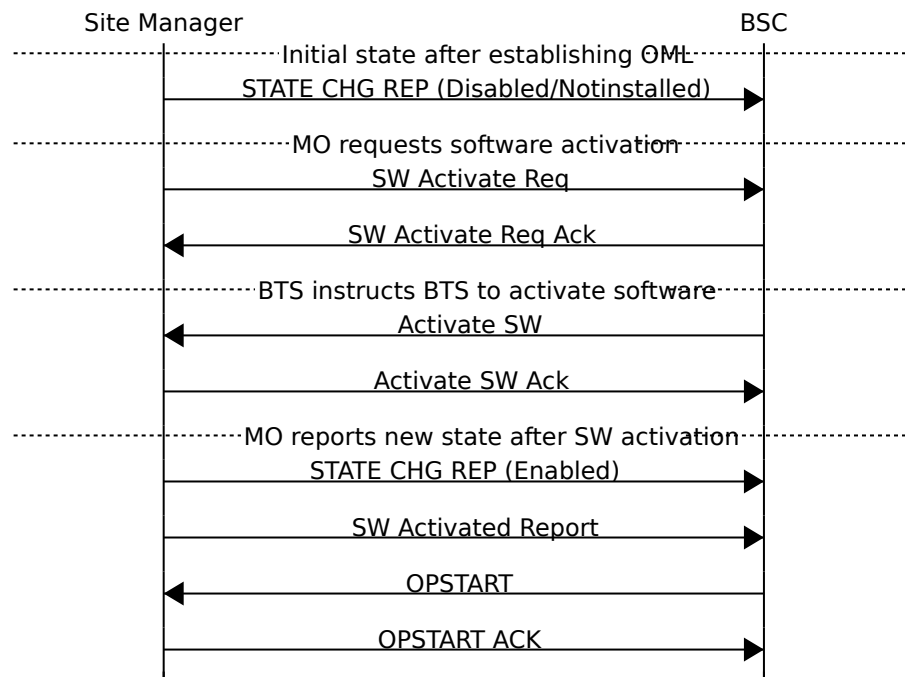 Site Manager BSC
Initial state after establishing OML
STATE CHG REP (Disabled/Notinstalled)
MO requests software activation
SW Activate Req
SW Activate Req Ack
BTS instructs BTS to activate software
Activate SW
Activate SW Ack
MO reports new state after SW activation
STATE CHG REP (Enabled)
SW Activated Report
OPSTART
OPSTART ACK